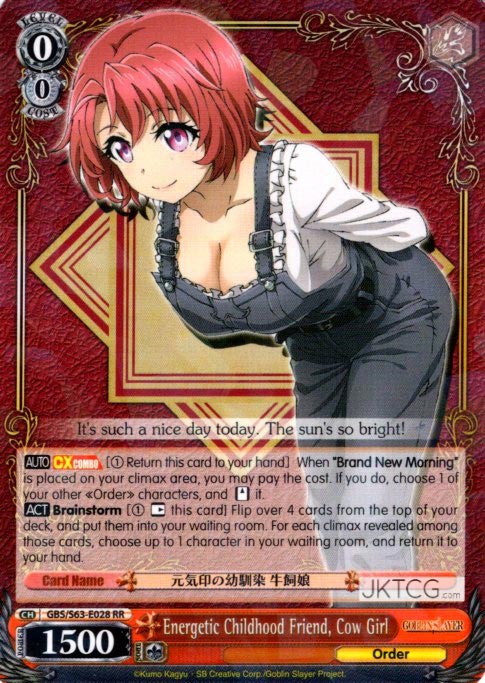 LEVEL
0
0
COST
It's such a nice day today. The sun's so bright!
AUTO CX COMBO [① Return this card to your hand] When "Brand New Morning"
is placed on your climax area, you may pay the cost. If you do, choose 1 of
your other «Order» characters, and it.
ACT Brainstorm [① this card] Flip over 4 cards from the top of your
deck, and put them into your waiting room. For each climax revealed among
those cards, choose up to 1 character in your waiting room, and return it to
your hand.
Card Name 元気印の幼馴染 牛飼娘
JKTCG.com
CH GBS/S63-E028 RR
POWER 1500 SOUL Energetic Childhood Friend, Cow Girl GOBLIN SLAYER
Order
©Kumo Kagyu・SB Creative Corp./Goblin Slayer Project.